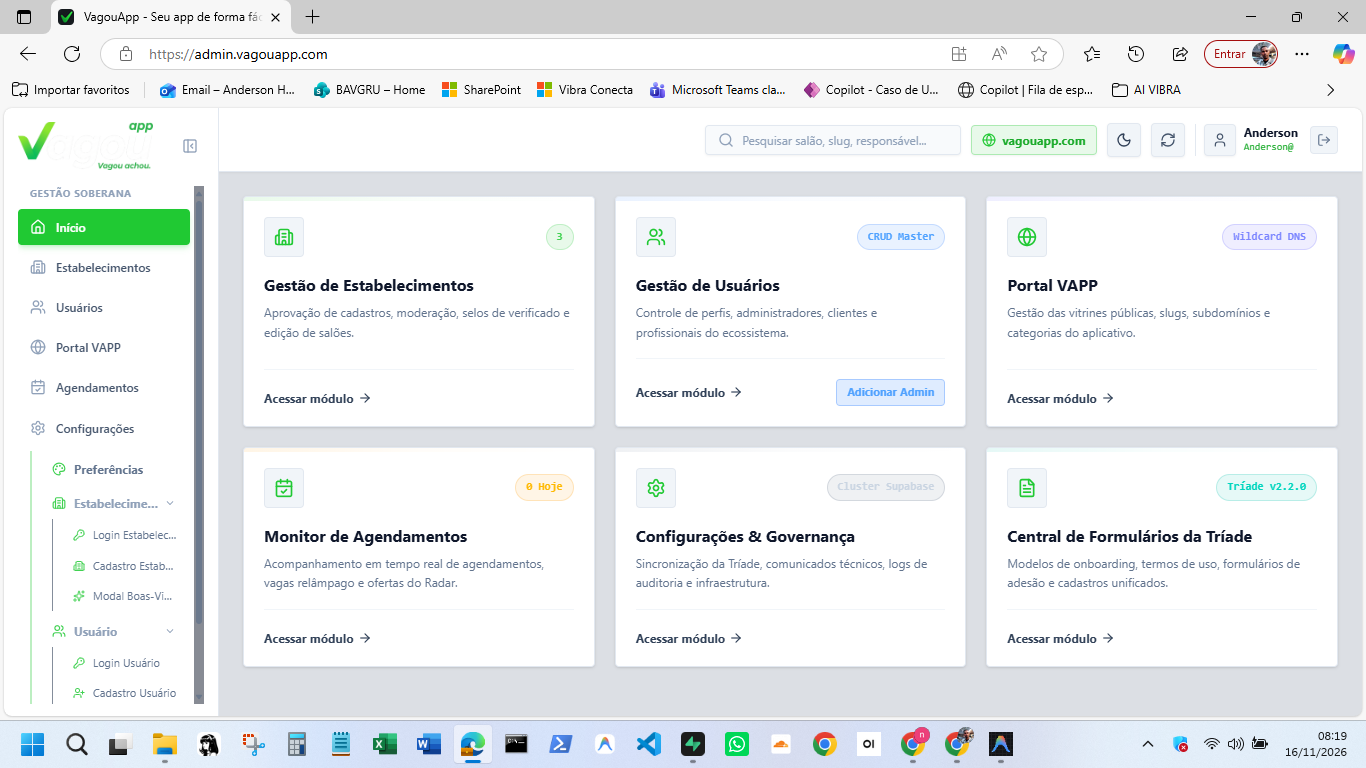 VagouApp - Seu app de forma fác
https://admin.vagouapp.com
Entrar
Importar favoritos
Email – Anderson H...
BAVGRU – Home
SharePoint
Vibra Conecta
Microsoft Teams cla...
Copilot - Caso de U...
Copilot | Fila de esp...
AI VIBRA
app
Vagou
Vagou achou.
Pesquisar salão, slug, responsável...
vagouapp.com
Anderson
Anderson@
GESTÃO SOBERANA
Início
Estabelecimentos
Usuários
Portal VAPP
Agendamentos
Configurações
Preferências
Estabelecime...
Login Estabelec...
Cadastro Estab...
Modal Boas-Vi...
Usuário
Login Usuário
Cadastro Usuário
3
Gestão de Estabelecimentos
Aprovação de cadastros, moderação, selos de verificado e
edição de salões.
Acessar módulo
CRUD Master
Gestão de Usuários
Controle de perfis, administradores, clientes e
profissionais do ecossistema.
Acessar módulo
Adicionar Admin
Wildcard DNS
Portal VAPP
Gestão das vitrines públicas, slugs, subdomínios e
categorias do aplicativo.
Acessar módulo
0 Hoje
Monitor de Agendamentos
Acompanhamento em tempo real de agendamentos,
vagas relâmpago e ofertas do Radar.
Acessar módulo
Cluster Supabase
Configurações & Governança
Sincronização da Tríade, comunicados técnicos, logs de
auditoria e infraestrutura.
Acessar módulo
Tríade v2.2.0
Central de Formulários da Tríade
Modelos de onboarding, termos de uso, formulários de
adesão e cadastros unificados.
Acessar módulo
OI
n
08:19
16/11/2026